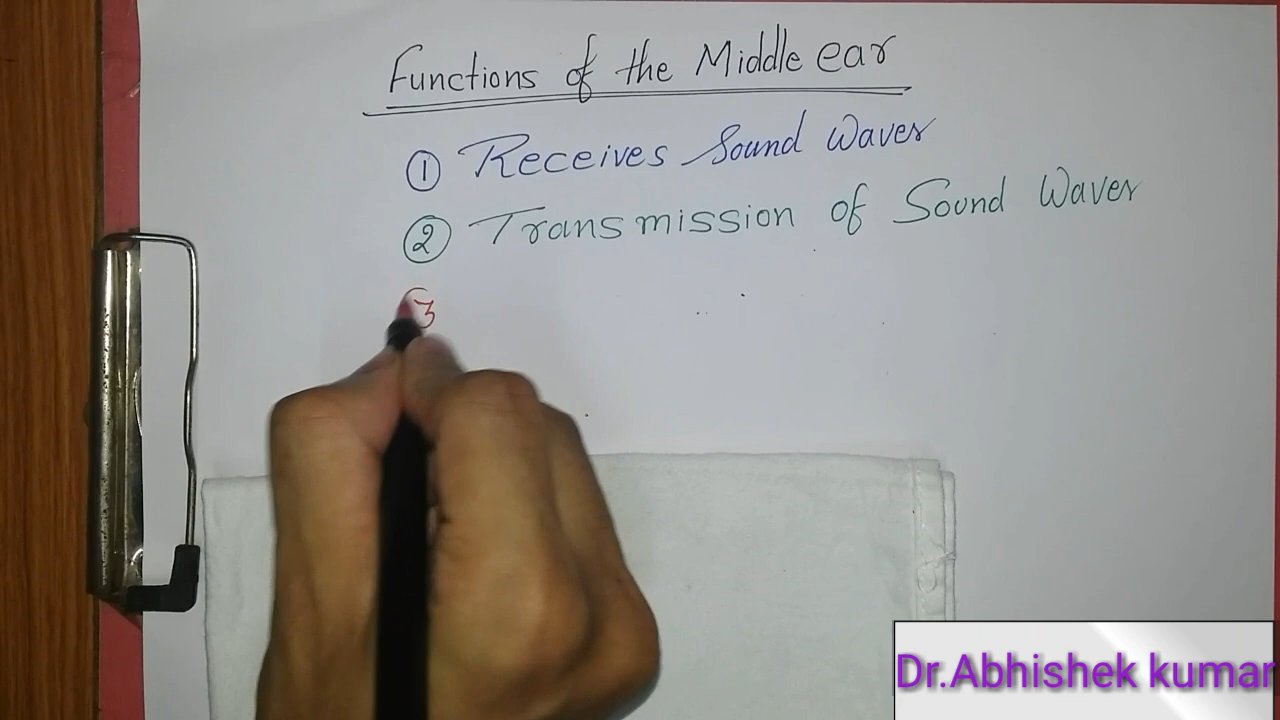 Functions of the Middle ear
① Receives Sound Waves
② Transmission of Sound Waves
3
Dr.Abhishek kumar